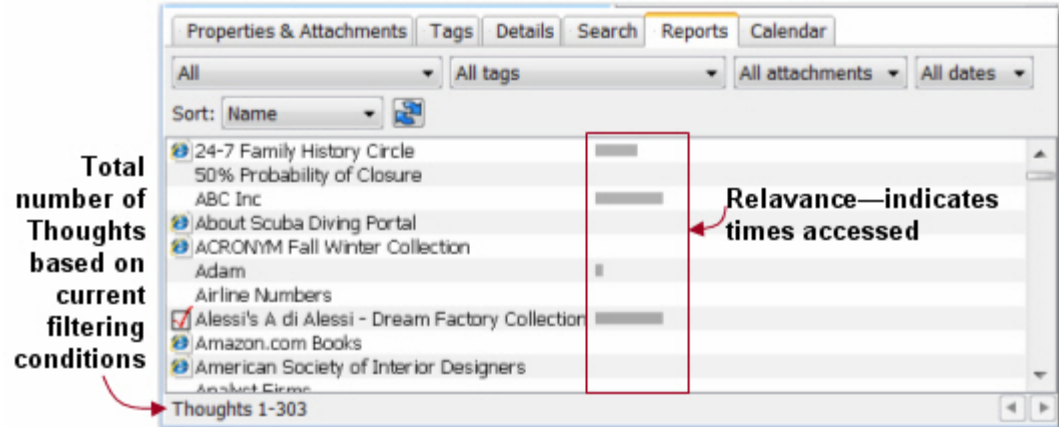 Properties & Attachments Tags Details Search Reports Calendar
All All tags All attachments All dates
Sort: Name
24-7 Family History Circle
50% Probability of Closure
ABC Inc
About Scuba Diving Portal
ACRONYM Fall Winter Collection
Adam
Airline Numbers
Alessi's A di Alessi - Dream Factory Collection
Amazon.com Books
American Society of Interior Designers
Analyst Firms
Thoughts 1-303
Total
number of
Thoughts
based on
current
filtering
conditions
Relavance—indicates
times accessed